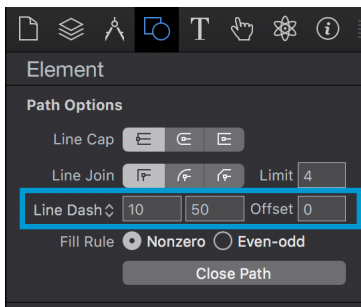 T i
Element
Path Options
Line Cap
Line Join Limit 4
Line Dash 10 50 Offset 0
Fill Rule Nonzero Even-odd
Close Path